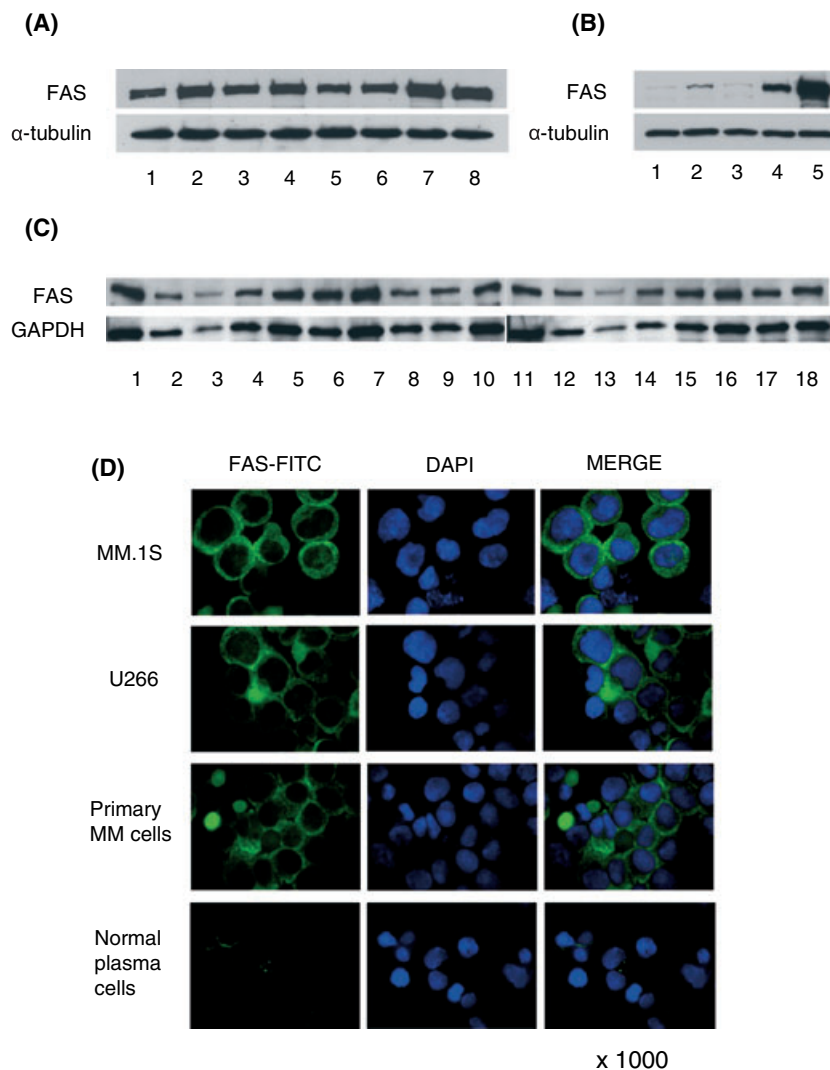 (A)
FAS
α-tubulin
1 2 3 4 5 6 7 8
(B)
FAS
α-tubulin
1 2 3 4 5
(C)
FAS
GAPDH
1 2 3 4 5 6 7 8 9 10 11 12 13 14 15 16 17 18
(D)
FAS-FITC DAPI MERGE
MM.1S
U266
Primary
MM cells
Normal
plasma
cells
x 1000